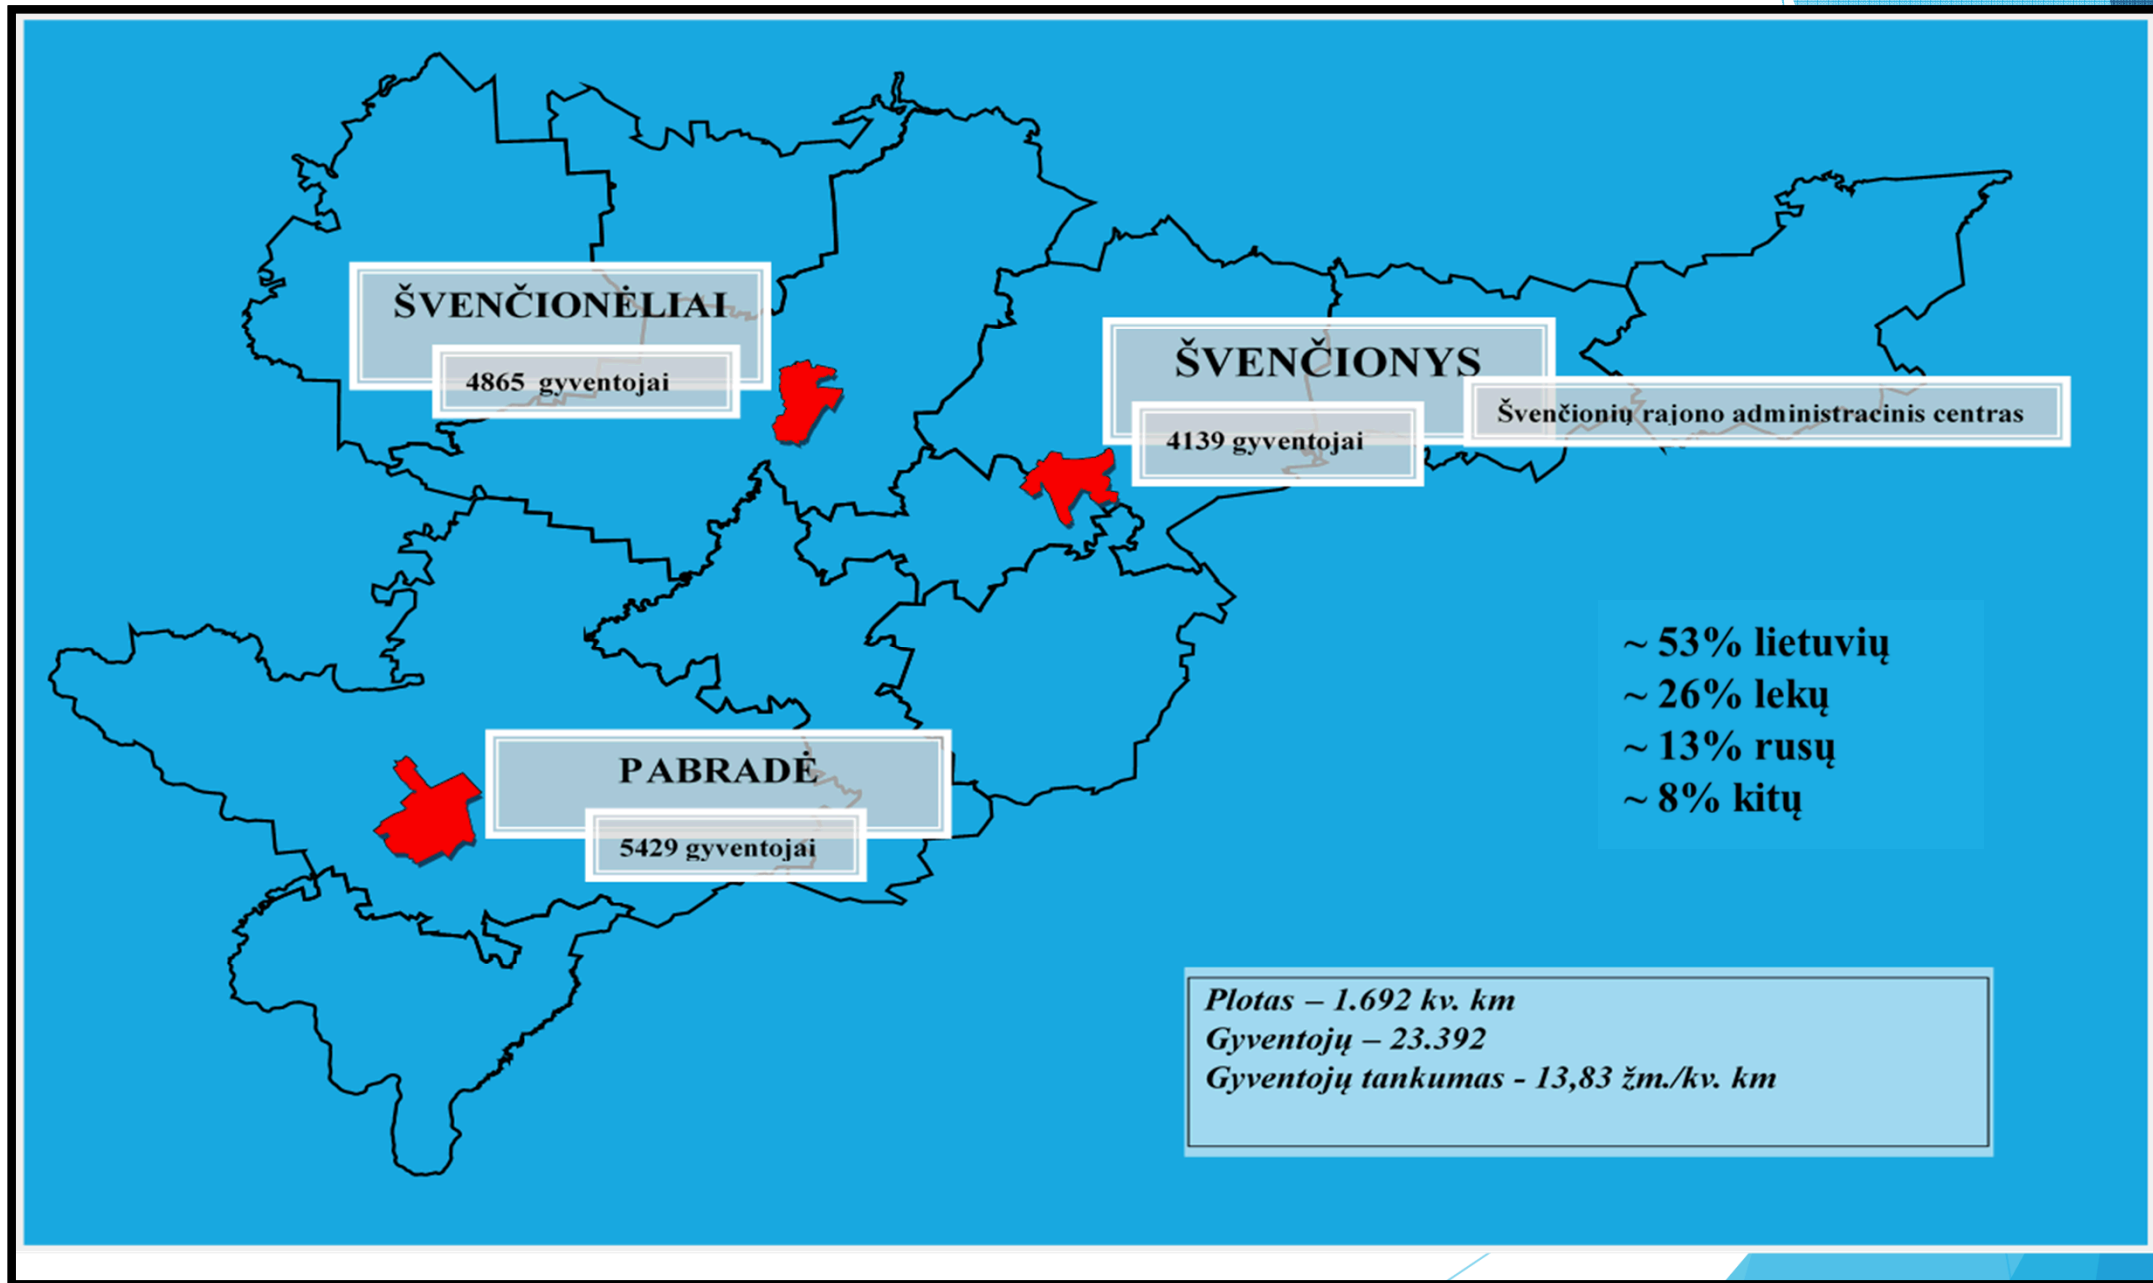 ŠVENČIONĖLIAI
4865 gyventojai
ŠVENČIONYS
Švenčionių rajono administracinis centras
4139 gyventojai
PABRADĖ
5429 gyventojai
~ 53% lietuvių
~ 26% lekų
~ 13% rusų
~ 8% kitų
Plotas – 1.692 kv. km
Gyventojų – 23.392
Gyventojų tankumas - 13,83 žm./kv. km